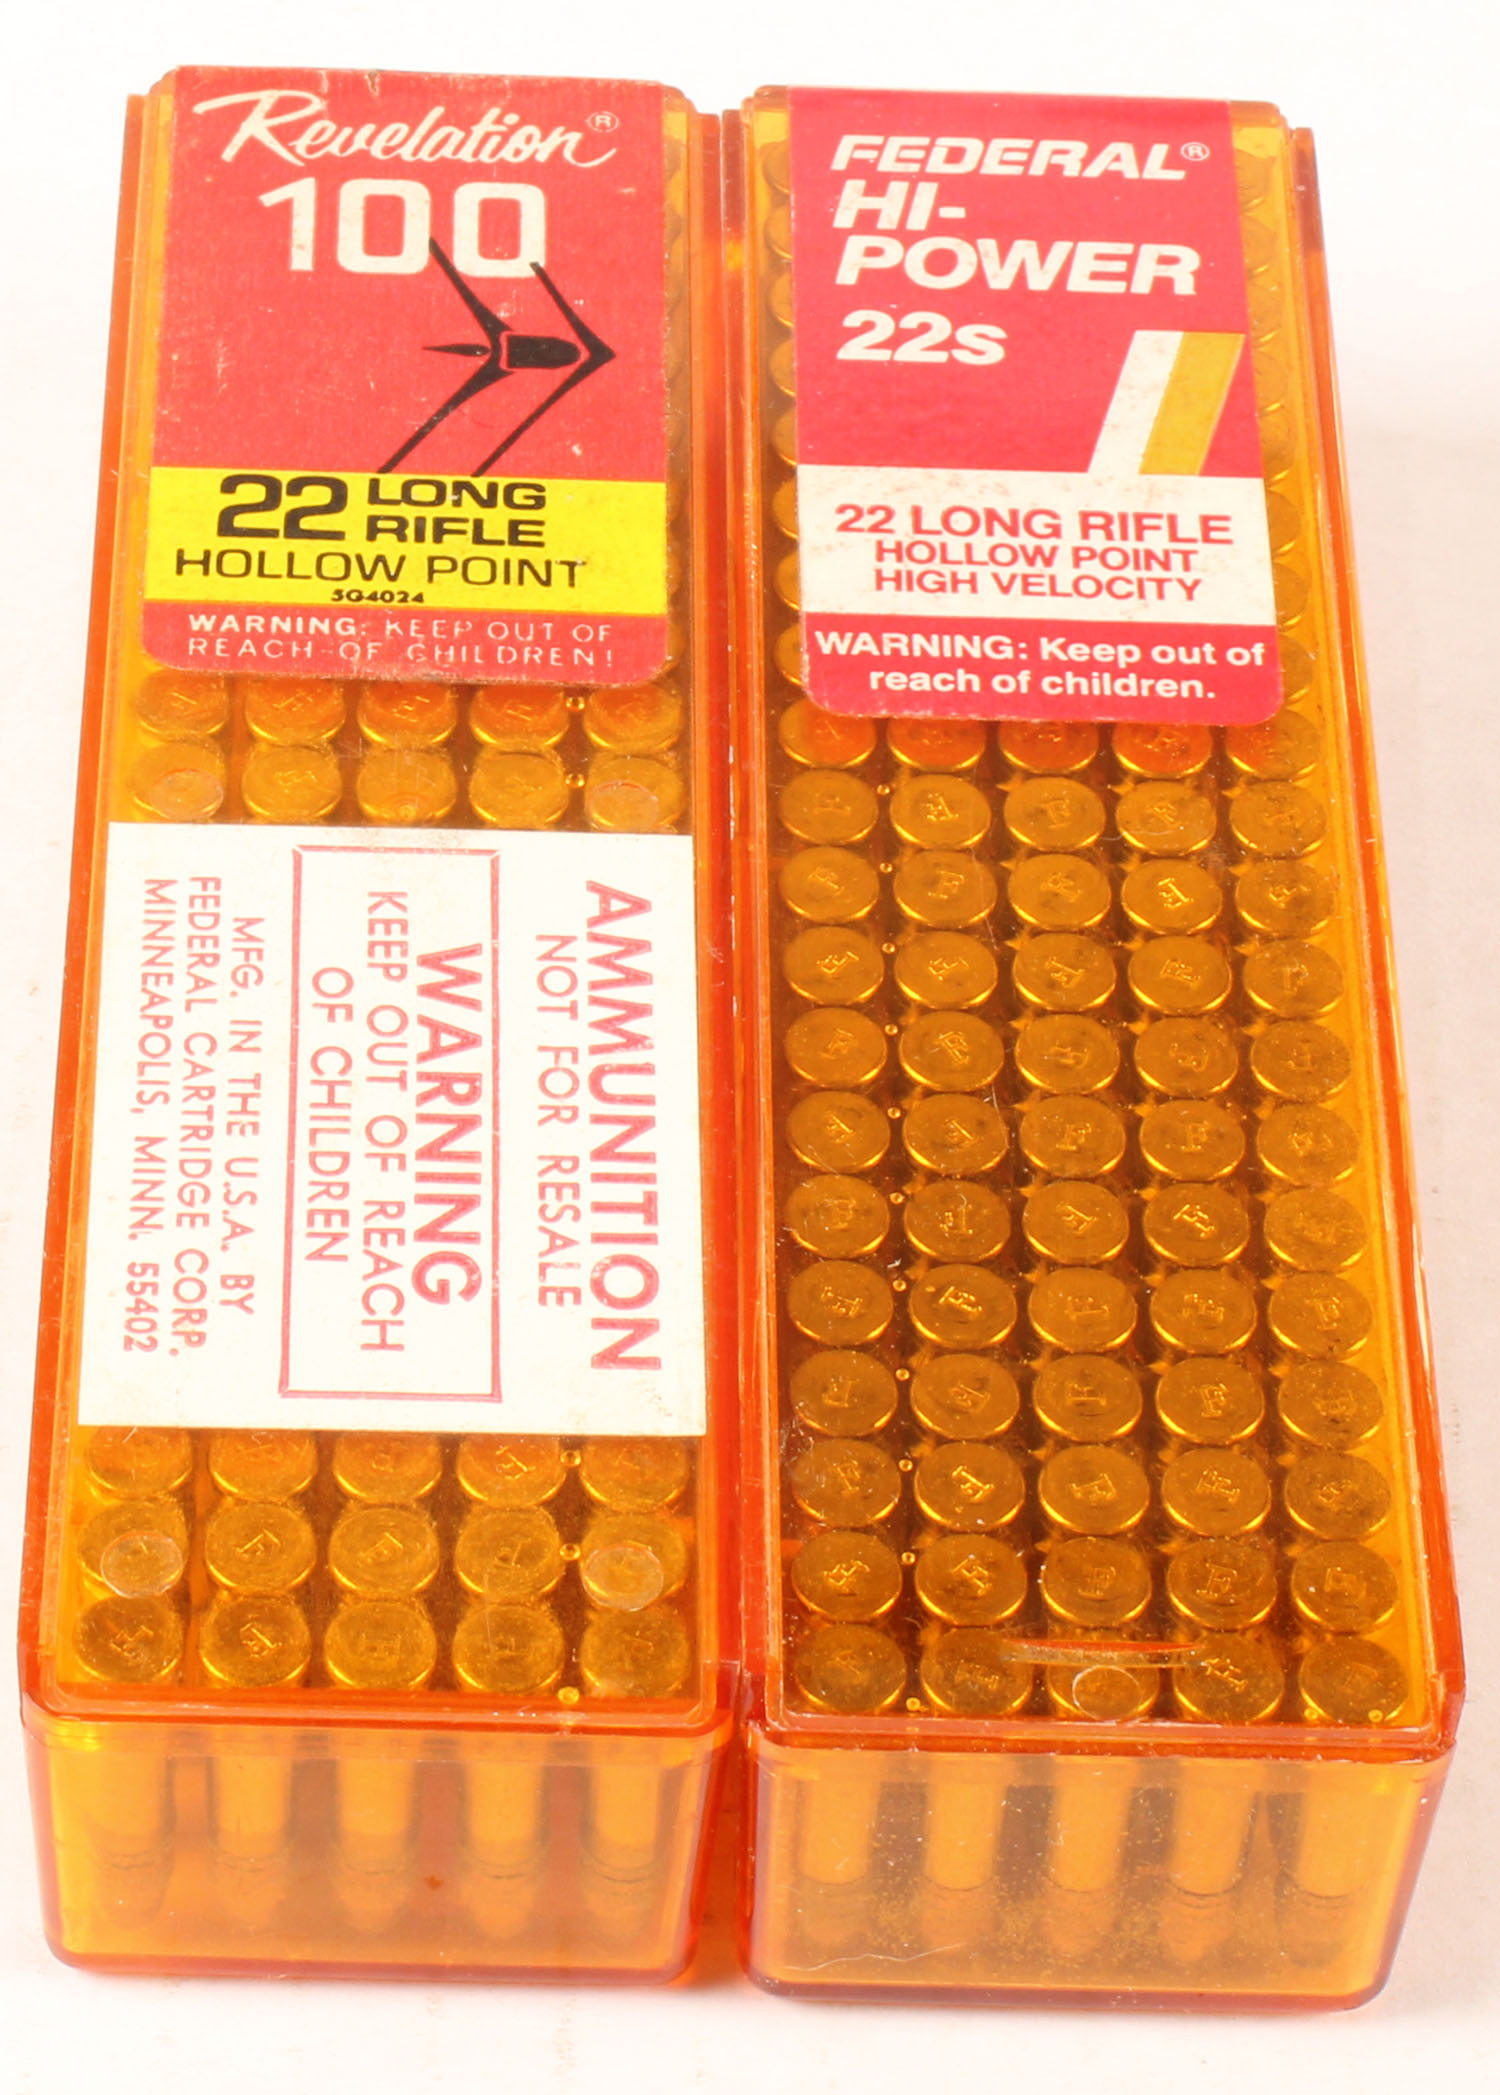 Revelation®
100
22 LONG
RIFLE
HOLLOW POINT
SG4024
WARNING: KEEP OUT OF
REACH OF CHILDREN!
AMMUNITION
NOT FOR RESALE
WARNING
KEEP OUT OF REACH
OF CHILDREN
MFG. IN THE U.S.A. BY
FEDERAL CARTRIDGE CORP.
MINNEAPOLIS, MINN. 55402
FEDERAL®
HI-
POWER
22s
22 LONG RIFLE
HOLLOW POINT
HIGH VELOCITY
WARNING: Keep out of
reach of children.